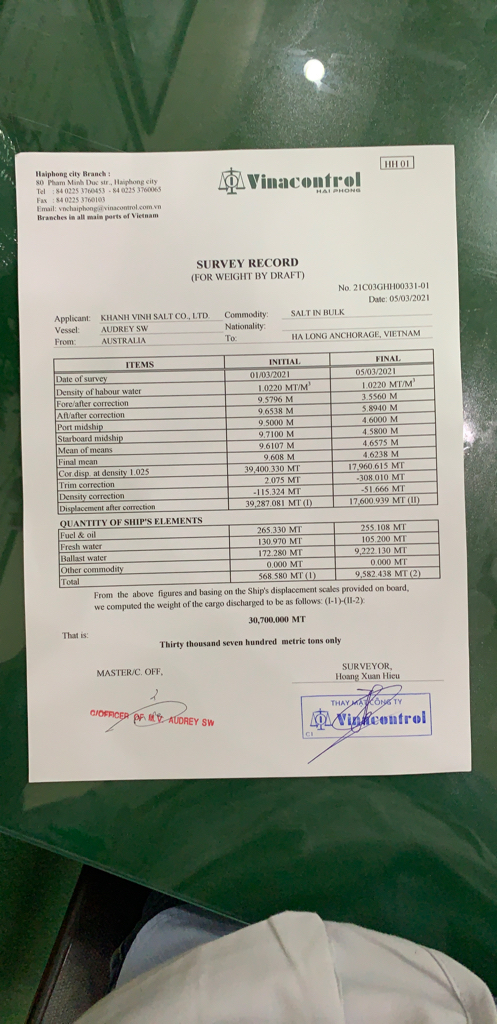 HH 01
Haiphong city Branch :
80 Pham Minh Duc str., Haiphong city
Tel : 84 0225 3760453 - 84 0225 3760065
Fax : 84 0225 3760103
Email: vnchaiphong@vinacontrol.com.vn
Branches in all main ports of Vietnam
Vinacontrol
HAI PHONG
SURVEY RECORD
(FOR WEIGHT BY DRAFT)
No. 21C03GHH00331-01
Date: 05/03/2021
Applicant: KHANH VINH SALT CO., LTD. Commodity: SALT IN BULK
Vessel: AUDREY SW Nationality:
From: AUSTRALIA To: HA LONG ANCHORAGE, VIETNAM
ITEMS INITIAL FINAL
Date of survey 01/03/2021 05/03/2021
Density of habour water 1.0220 MT/M³ 1.0220 MT/M³
Fore/after correction 9.5796 M 3.5560 M
Aft/after correction 9.6538 M 5.8940 M
Port midship 9.5000 M 4.6000 M
Starboard midship 9.7100 M 4.5800 M
Mean of means 9.6107 M 4.6575 M
Final mean 9.608 M 4.6238 M
Cor.disp. at density 1.025 39,400.330 MT 17,960.615 MT
Trim correction 2.075 MT -308.010 MT
Density correction -115.324 MT -51.666 MT
Displacement after correction 39,287.081 MT (I) 17,600.939 MT (II)
QUANTITY OF SHIP'S ELEMENTS
Fuel & oil 265.330 MT 255.108 MT
Fresh water 130.970 MT 105.200 MT
Ballast water 172.280 MT 9,222.130 MT
Other commodity 0.000 MT 0.000 MT
Total 568.580 MT (1) 9,582.438 MT (2)
From the above figures and basing on the Ship's displacement scales provided on board,
we computed the weight of the cargo discharged to be as follows: (I-1)-(II-2):
30,700.000 MT
That is:
Thirty thousand seven hundred metric tons only
MASTER/C. OFF, SURVEYOR,
Hoang Xuan Hieu
C/OFFICER OF M.V. AUDREY SW
THAY MẶT CÔNG TY
Vinacontrol
C1